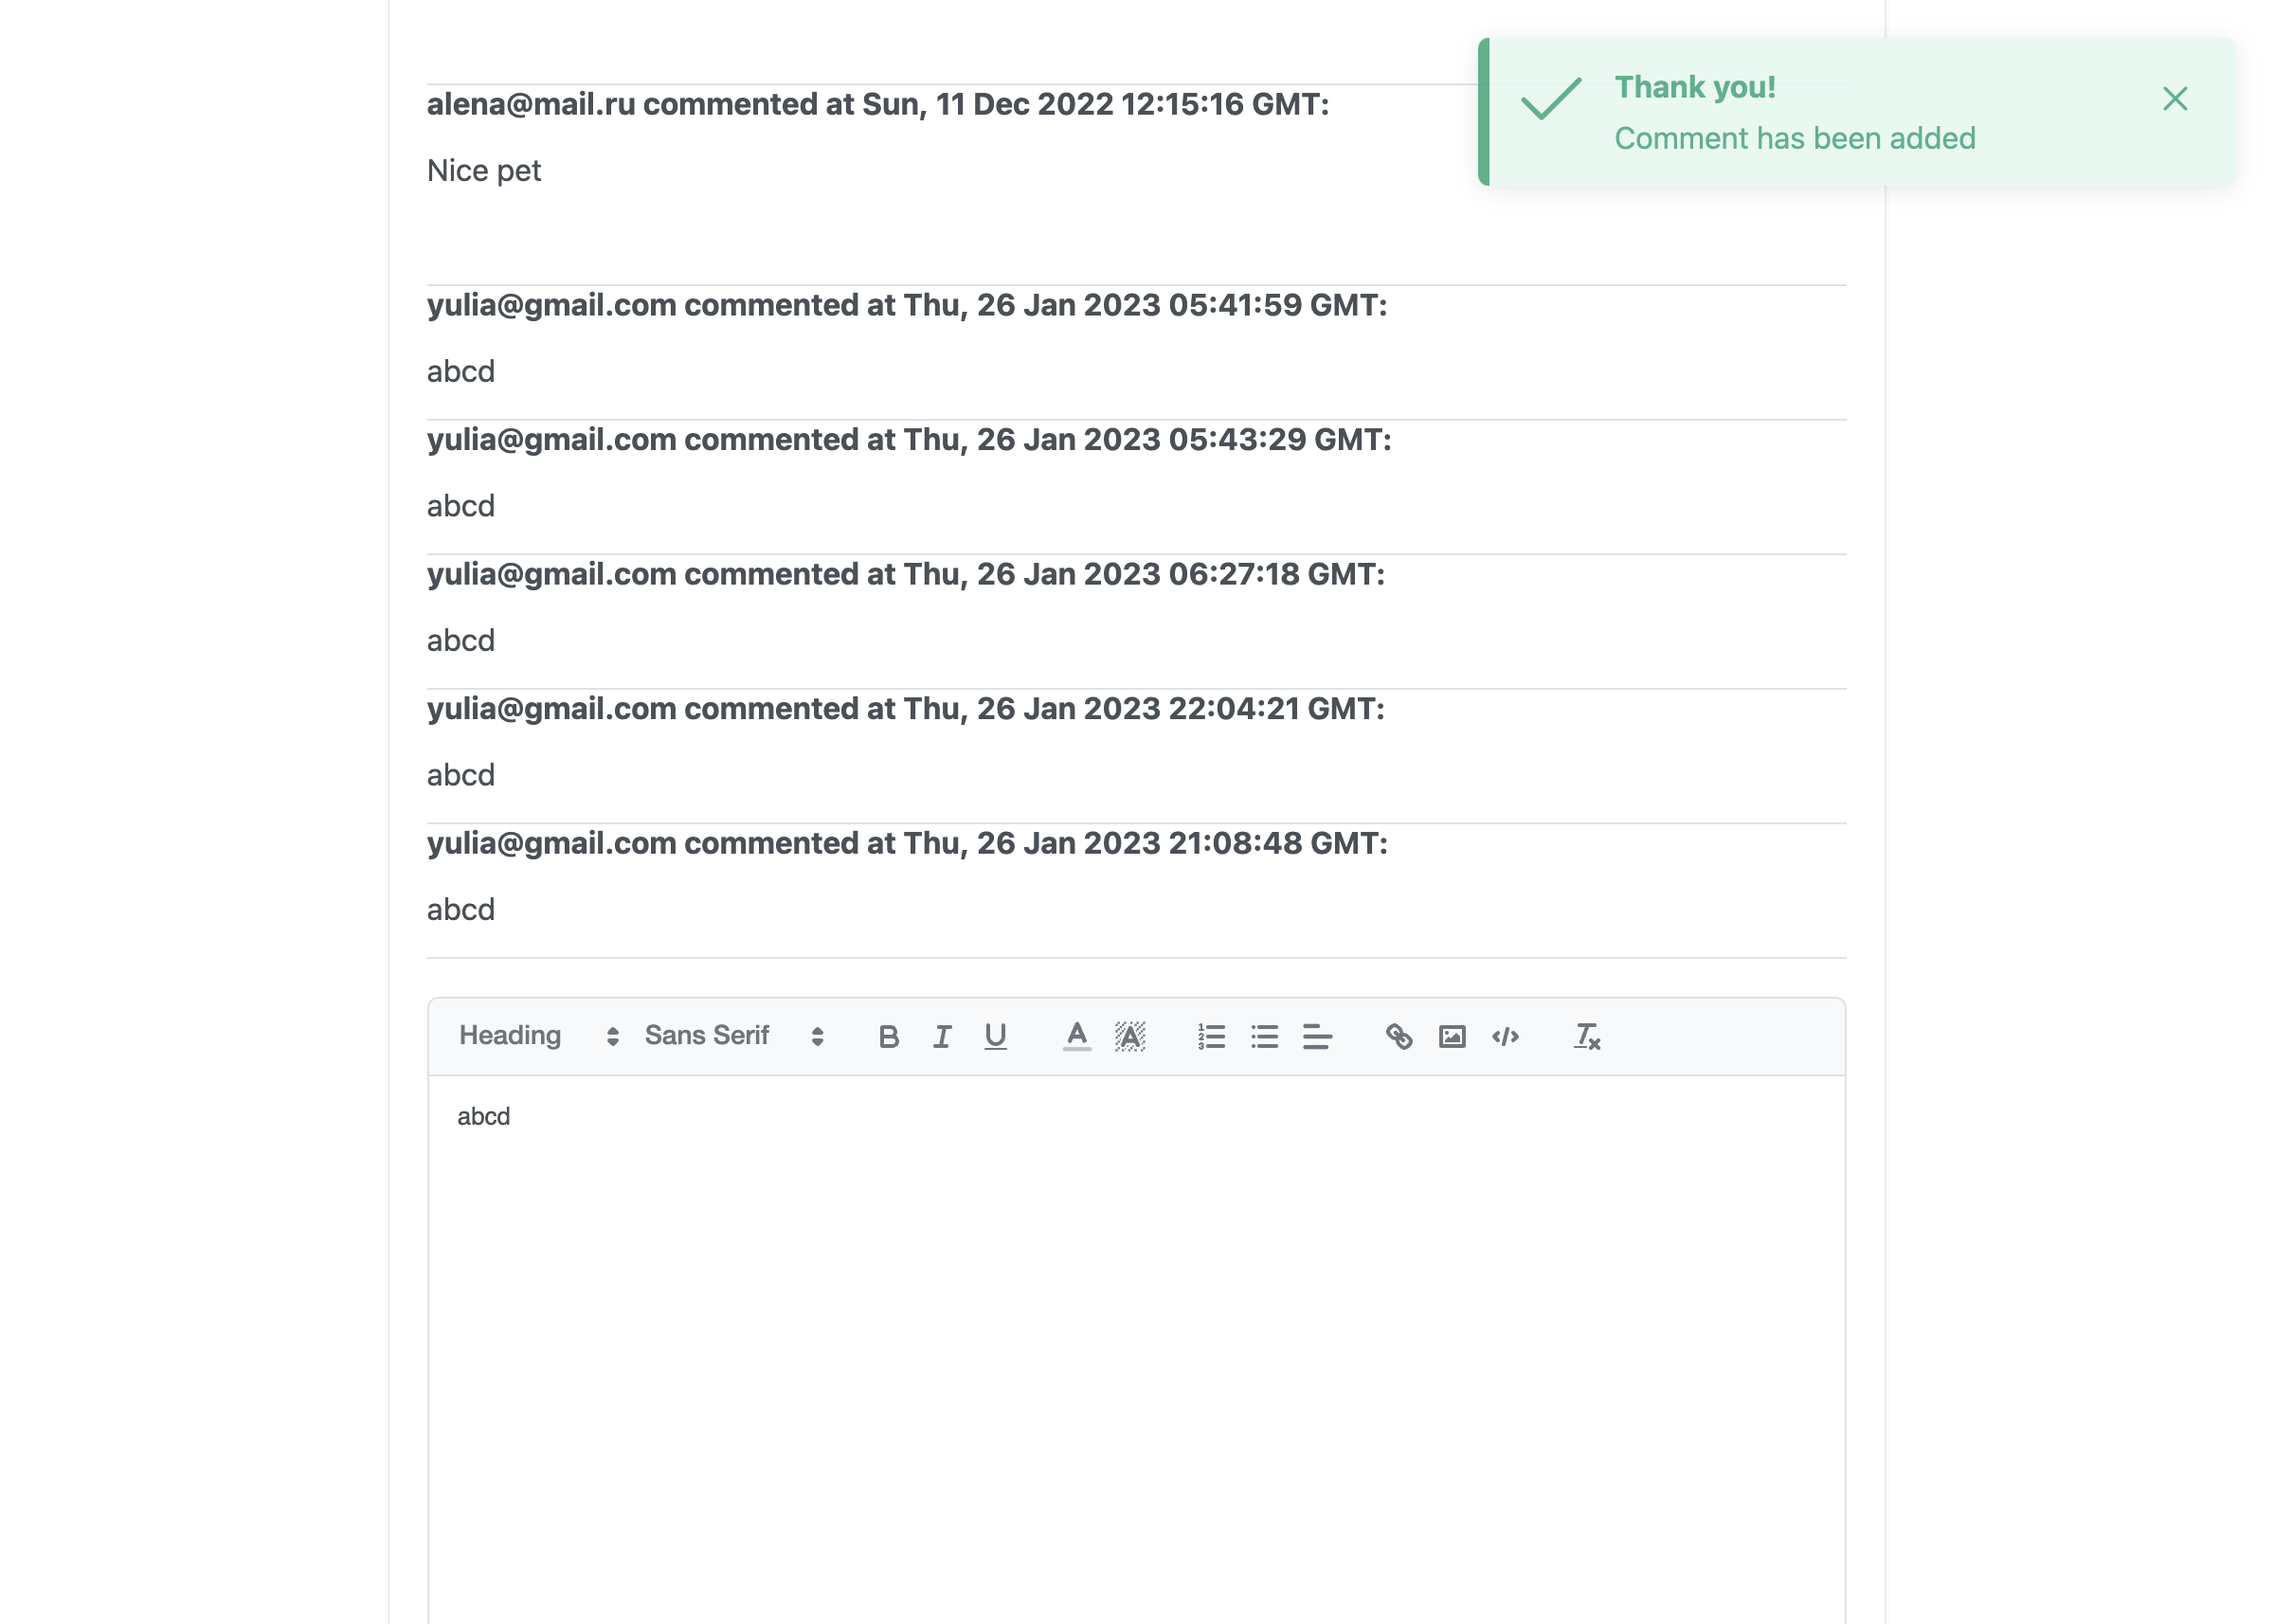 Thank you!
Comment has been added
alena@mail.ru commented at Sun, 11 Dec 2022 12:15:16 GMT:
Nice pet
yulia@gmail.com commented at Thu, 26 Jan 2023 05:41:59 GMT:
abcd
yulia@gmail.com commented at Thu, 26 Jan 2023 05:43:29 GMT:
abcd
yulia@gmail.com commented at Thu, 26 Jan 2023 06:27:18 GMT:
abcd
yulia@gmail.com commented at Thu, 26 Jan 2023 22:04:21 GMT:
abcd
yulia@gmail.com commented at Thu, 26 Jan 2023 21:08:48 GMT:
abcd
Heading Sans Serif
abcd